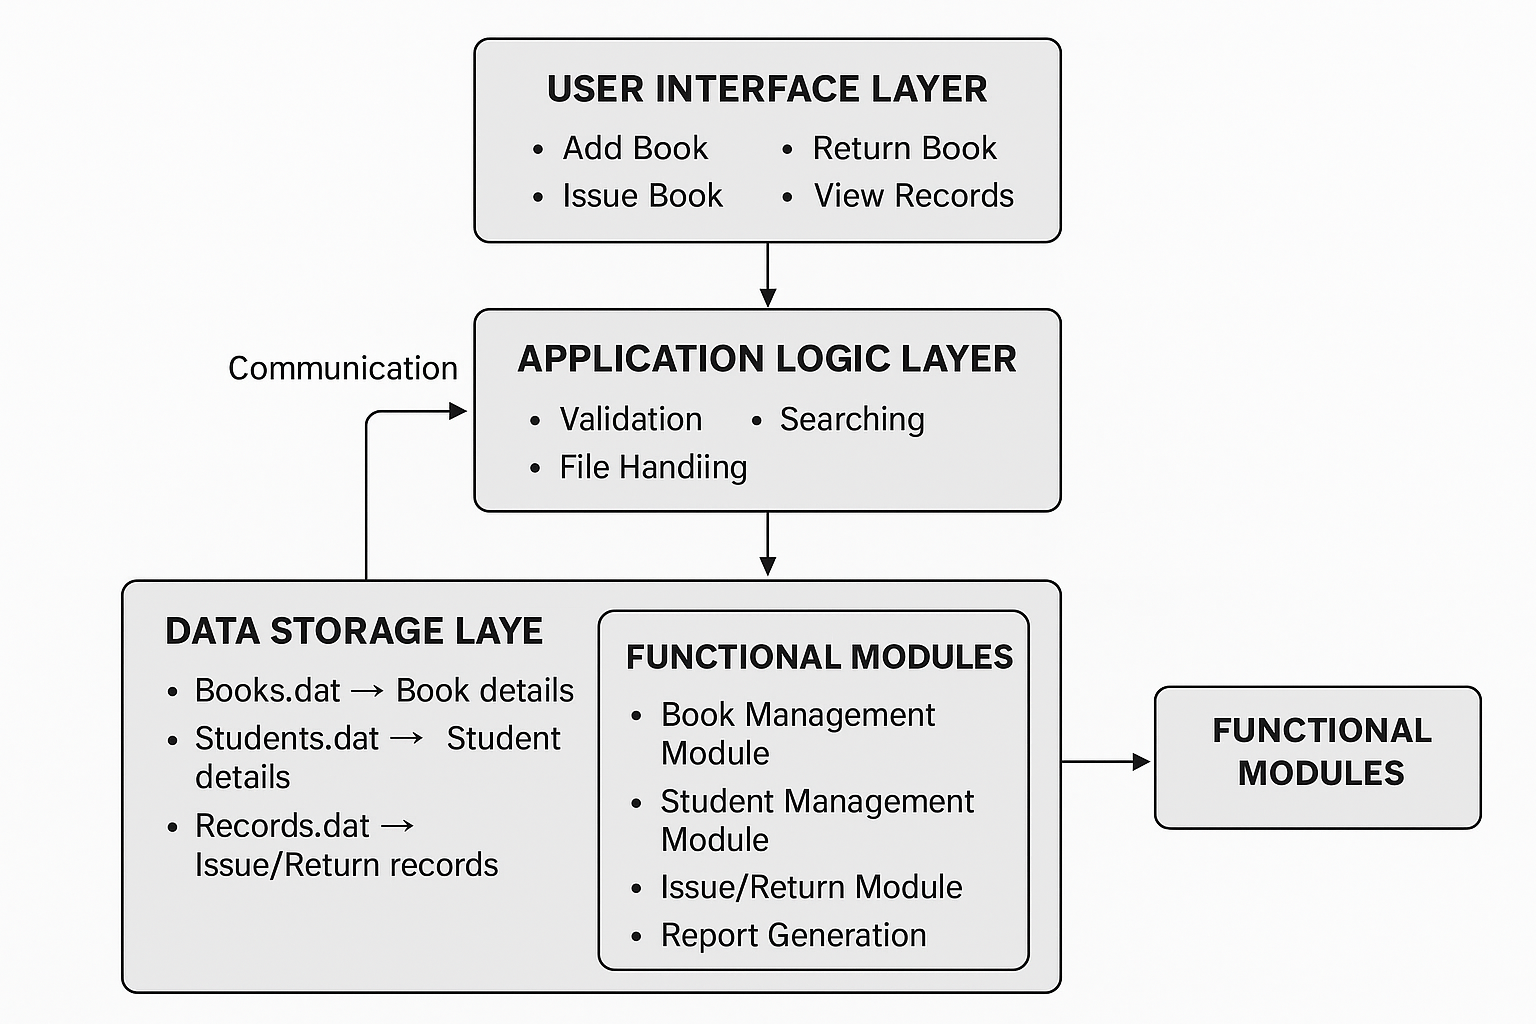 USER INTERFACE LAYER
• Add Book
• Issue Book
• Return Book
• View Records
Communication
APPLICATION LOGIC LAYER
• Validation
• Searching
• File Handiing
DATA STORAGE LAYE
• Books.dat → Book details
• Students.dat → Student
details
• Records.dat →
Issue/Return records
FUNCTIONAL MODULES
• Book Management
Module
• Student Management
Module
• Issue/Return Module
• Report Generation
FUNCTIONAL
MODULES